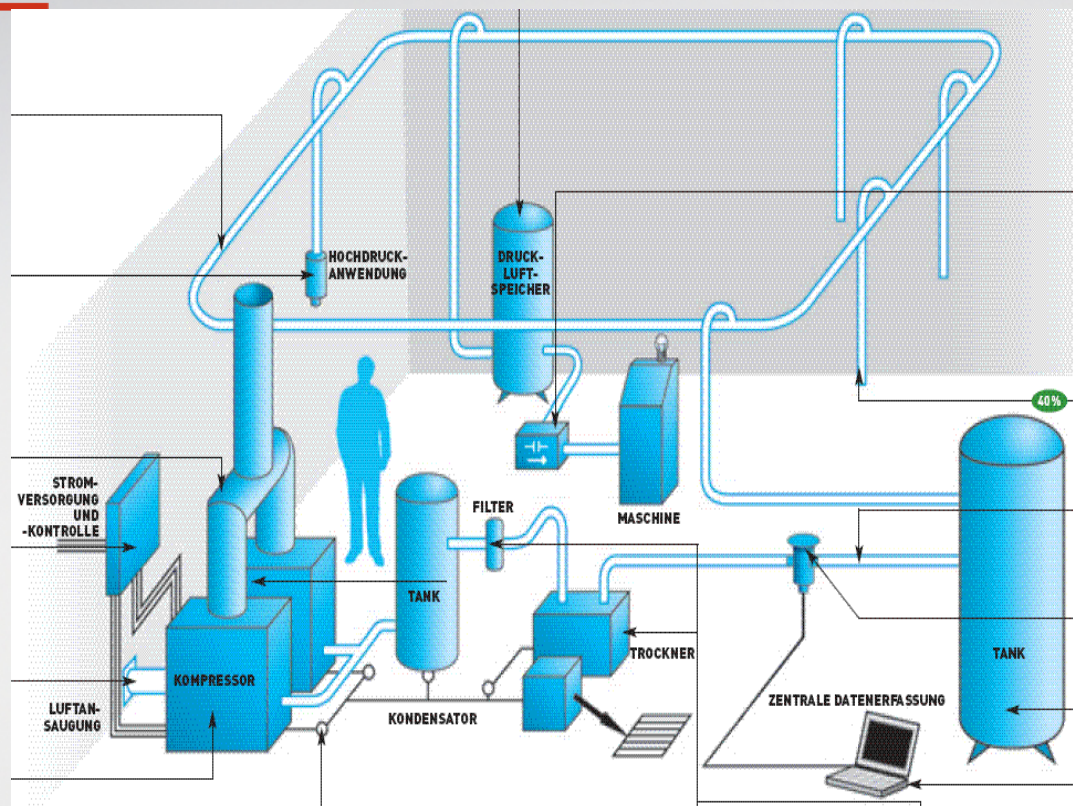 HOCHDRUCK-
ANWENDUNG
DRUCK-
LUFT-
SPEICHER
40%
STROM-
VERSORGUNG
UND
-KONTROLLE
FILTER
MASCHINE
TANK
TROCKNER
TANK
KOMPRESSOR
LUFTAN-
SAUGUNG
KONDENSATOR
ZENTRALE DATENERFASSUNG